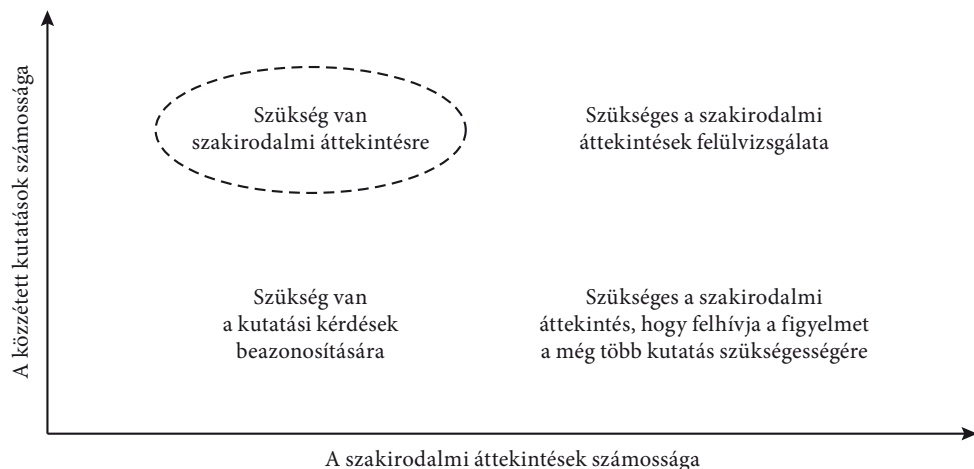 A közzétett kutatások számossága
Szükség van
szakirodalmi áttekintésre
Szükséges a szakirodalmi
áttekintések felülvizsgálata
Szükség van
a kutatási kérdések
beazonosítására
Szükséges a szakirodalmi
áttekintés, hogy felhívja a figyelmet
a még több kutatás szükségességére
A szakirodalmi áttekintések számossága